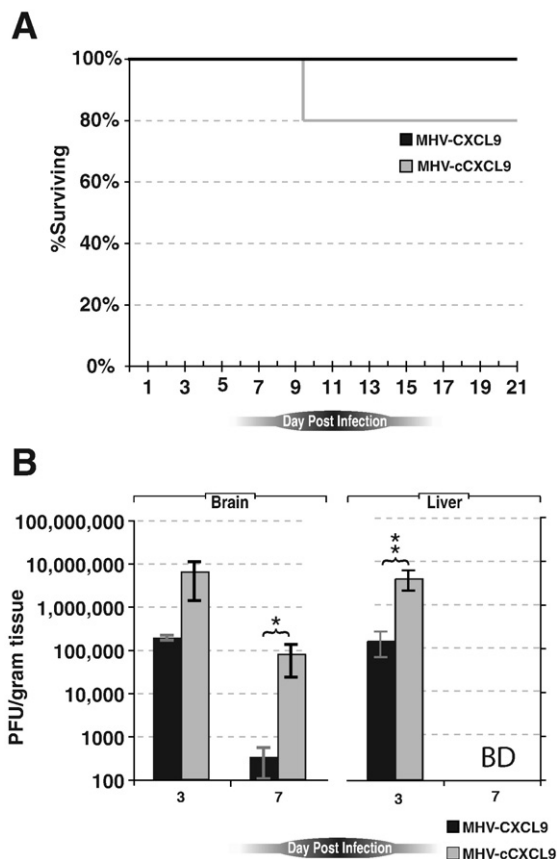 A
100%
80%
60%
40%
20%
0%
%Surviving
MHV-CXCL9
MHV-cCXCL9
1 3 5 7 9 11 13 15 17 19 21
Day Post Infection
B
Brain
Liver
100,000,000
10,000,000
1,000,000
100,000
10,000
1000
100
PFU/gram tissue
*
**
BD
3 7 3 7
Day Post Infection
MHV-CXCL9
MHV-cCXCL9